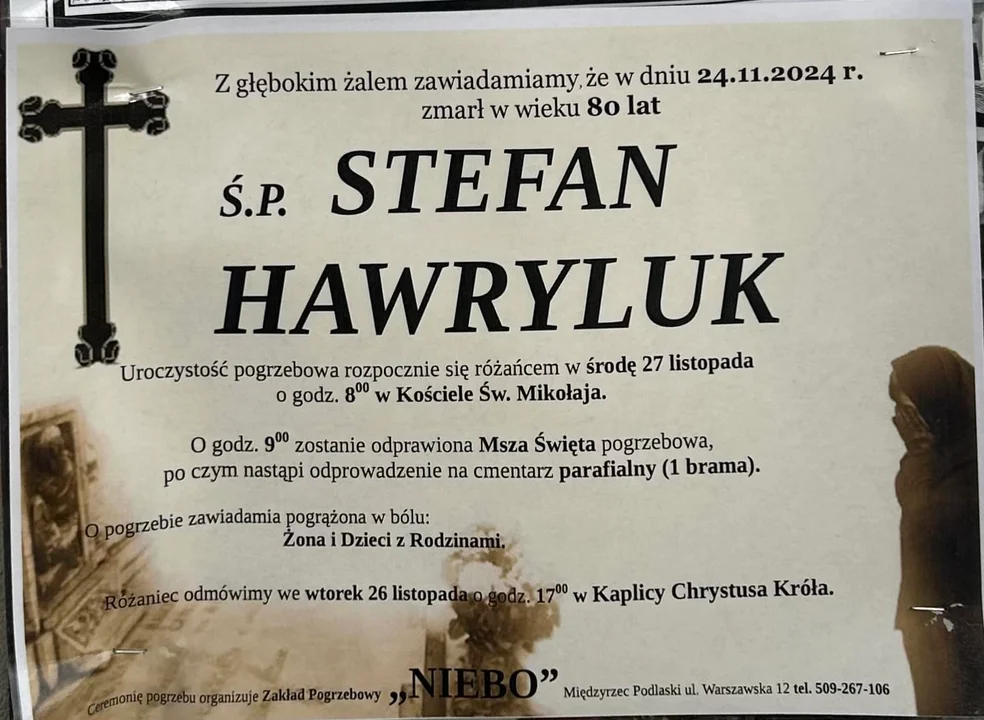 Z głębokim żalem zawiadamiamy, że w dniu 24.11.2024 r.
zmarł w wieku 80 lat
Ś.P. STEFAN
HAWRYLUK
Uroczystość pogrzebowa rozpocznie się różańcem w środę 27 listopada
o godz. 8⁰⁰ w Kościele Św. Mikołaja.
O godz. 9⁰⁰ zostanie odprawiona Msza Święta pogrzebowa,
po czym nastąpi odprowadzenie na cmentarz parafialny (1 brama).
O pogrzebie zawiadamia pogrążona w bólu:
Żona i Dzieci z Rodzinami.
Różaniec odmówimy we wtorek 26 listopada o godz. 17⁰⁰ w Kaplicy Chrystusa Króla.
Ceremonię pogrzebu organizuje Zakład Pogrzebowy „NIEBO” Międzyrzec Podlaski ul. Warszawska 12 tel. 509-267-106